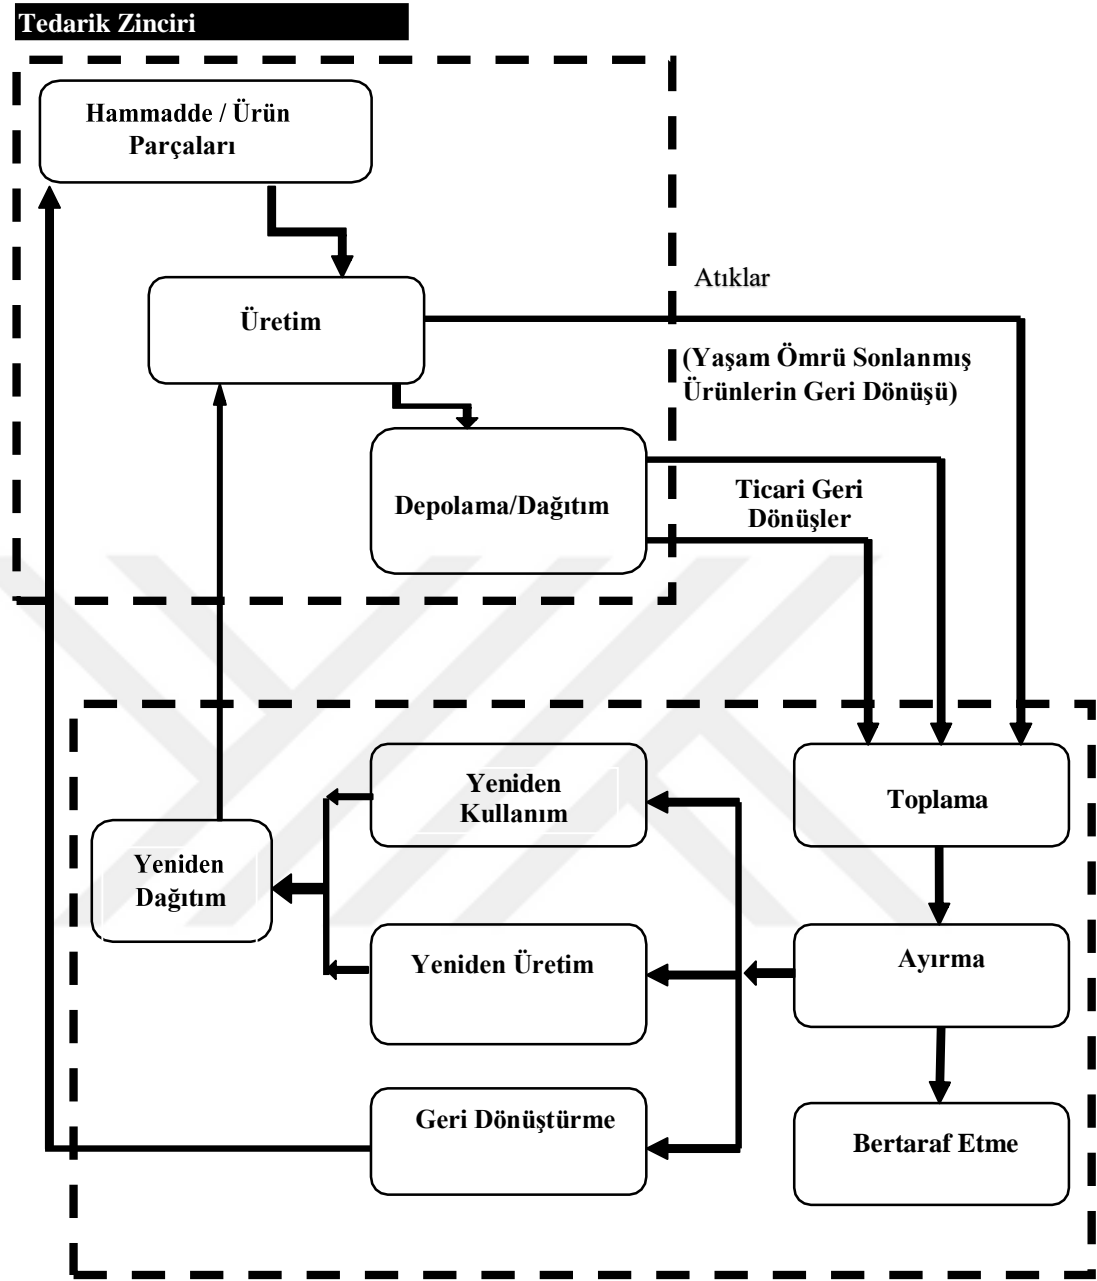 Tedarik Zinciri
Hammadde / Ürün
Parçaları
Üretim
Atıklar
(Yaşam Ömrü Sonlanmış
Ürünlerin Geri Dönüşü)
Depolama/Dağıtım
Ticari Geri
Dönüşler
Yeniden
Kullanım
Toplama
Yeniden
Dağıtım
Yeniden Üretim
Ayırma
Geri Dönüştürme
Bertaraf Etme